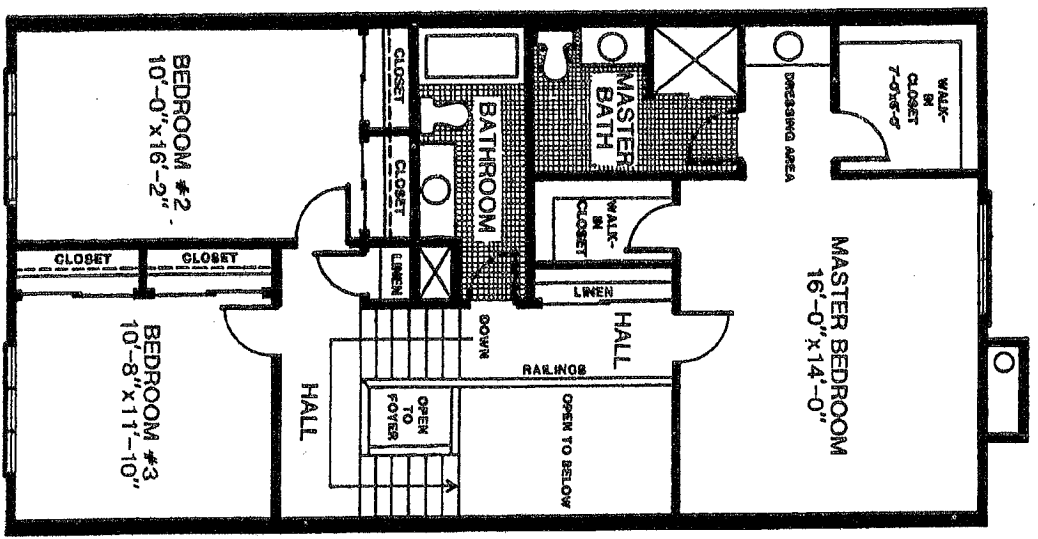 BEDROOM #2
10'-0"x16'-2"
CLOSET
CLOSET
BATHROOM
MASTER
BATH
DRESSING AREA
WALK-
IN
CLOSET
7'-0"x5'-0"
WALK-
IN
CLOSET
MASTER BEDROOM
16'-0"x14'-0"
CLOSET
CLOSET
LINEN
LINEN
BEDROOM #3
10'-8"x11'-10"
HALL
DOWN
HALL
RAILINGS
OPEN
TO
FOYER
OPEN TO BELOW